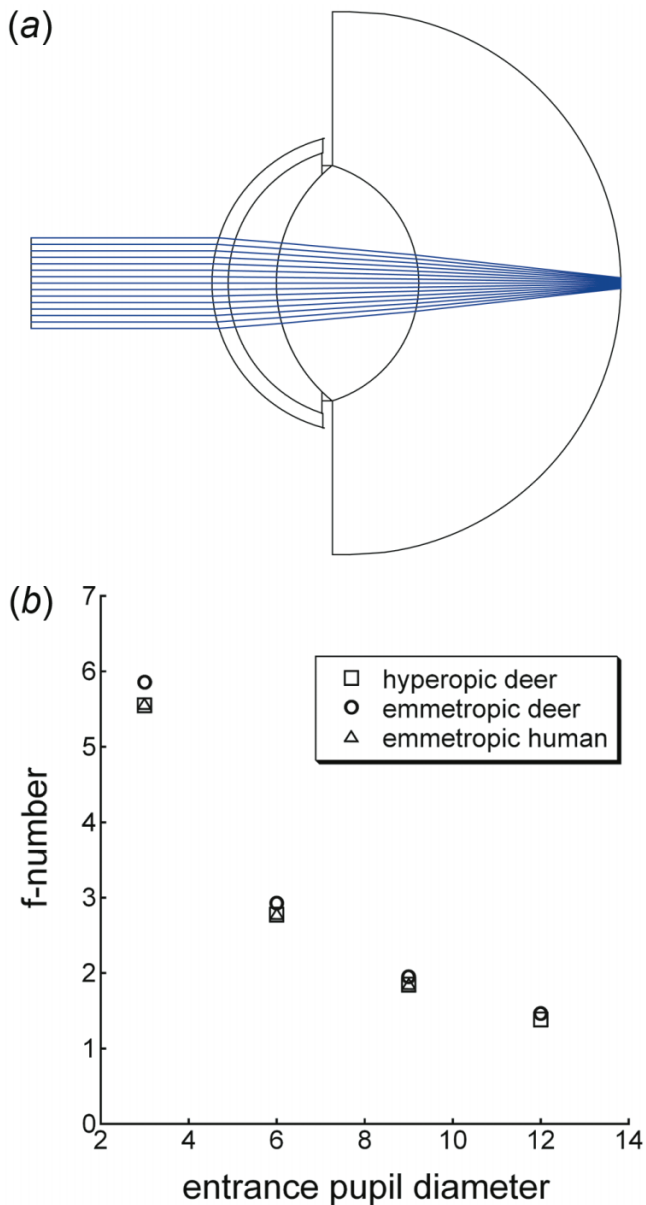 (a)
(b)
7
6
5
4
3
2
1
0
f-number
hyperopic deer
emmetropic deer
emmetropic human
2 4 6 8 10 12 14
entrance pupil diameter